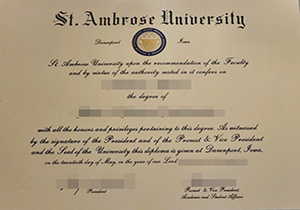 St. Ambrose University
Davenport Iowa
St. Ambrose University upon the recommendation of the Faculty
and by virtue of the authority vested in it confers on
the degree of
with all the honors and privileges pertaining to this degree. As witnessed
by the signature of the President and of the Provost & Vice President
and the Seal of the University this diploma is given at Davenport, Iowa,
on the twentieth day of May, in the year of our Lord
President
Provost & Vice President,
Academic and Student Affairs